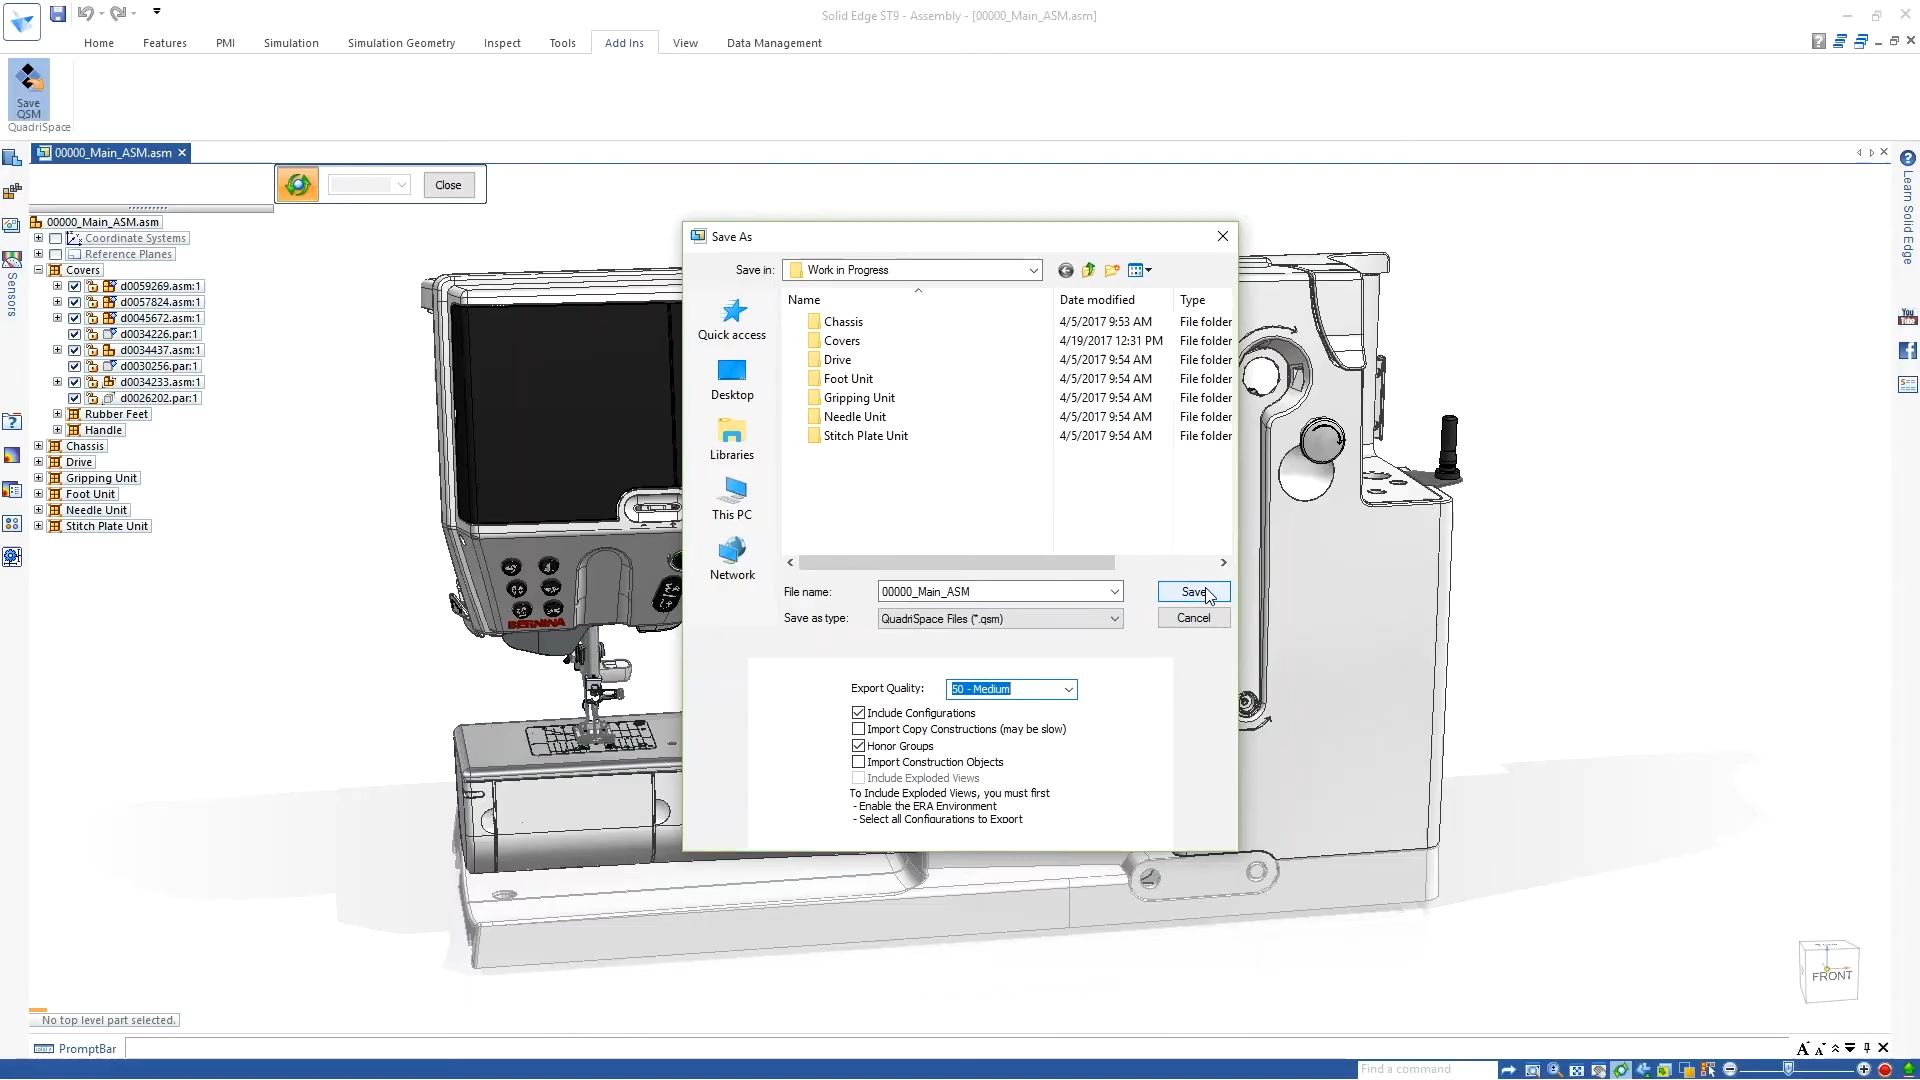 Solid Edge ST9 - Assembly - [00000_Main_ASM.asm]
Home Features PMI Simulation Simulation Geometry Inspect Tools Add Ins View Data Management
Save
QSM
QuadriSpace
00000_Main_ASM.asm
Close
00000_Main_ASM.asm
Coordinate Systems
Reference Planes
Covers
d0059269.asm:1
d0057824.asm:1
d0045672.asm:1
d0034226.par:1
d0034437.asm:1
d0030256.par:1
d0034233.asm:1
d0026202.par:1
Rubber Feet
Handle
Chassis
Drive
Gripping Unit
Foot Unit
Needle Unit
Stitch Plate Unit
Sensors
Learn Solid Edge
You
Tube
BERNINA
Save As
Save in: Work in Progress
Quick access
Desktop
Libraries
This PC
Network
Name Date modified Type
Chassis 4/5/2017 9:53 AM File folder
Covers 4/19/2017 12:31 PM File folder
Drive 4/5/2017 9:54 AM File folder
Foot Unit 4/5/2017 9:54 AM File folder
Gripping Unit 4/5/2017 9:54 AM File folder
Needle Unit 4/5/2017 9:54 AM File folder
Stitch Plate Unit 4/5/2017 9:54 AM File folder
File name: 00000_Main_ASM Save
Save as type: QuadriSpace Files (*.qsm) Cancel
Export Quality: 50 - Medium
Include Configurations
Import Copy Constructions (may be slow)
Honor Groups
Import Construction Objects
Include Exploded Views
To Include Exploded Views, you must first
- Enable the ERA Environment
- Select all Configurations to Export
FRONT
No top level part selected.
PromptBar
Find a command